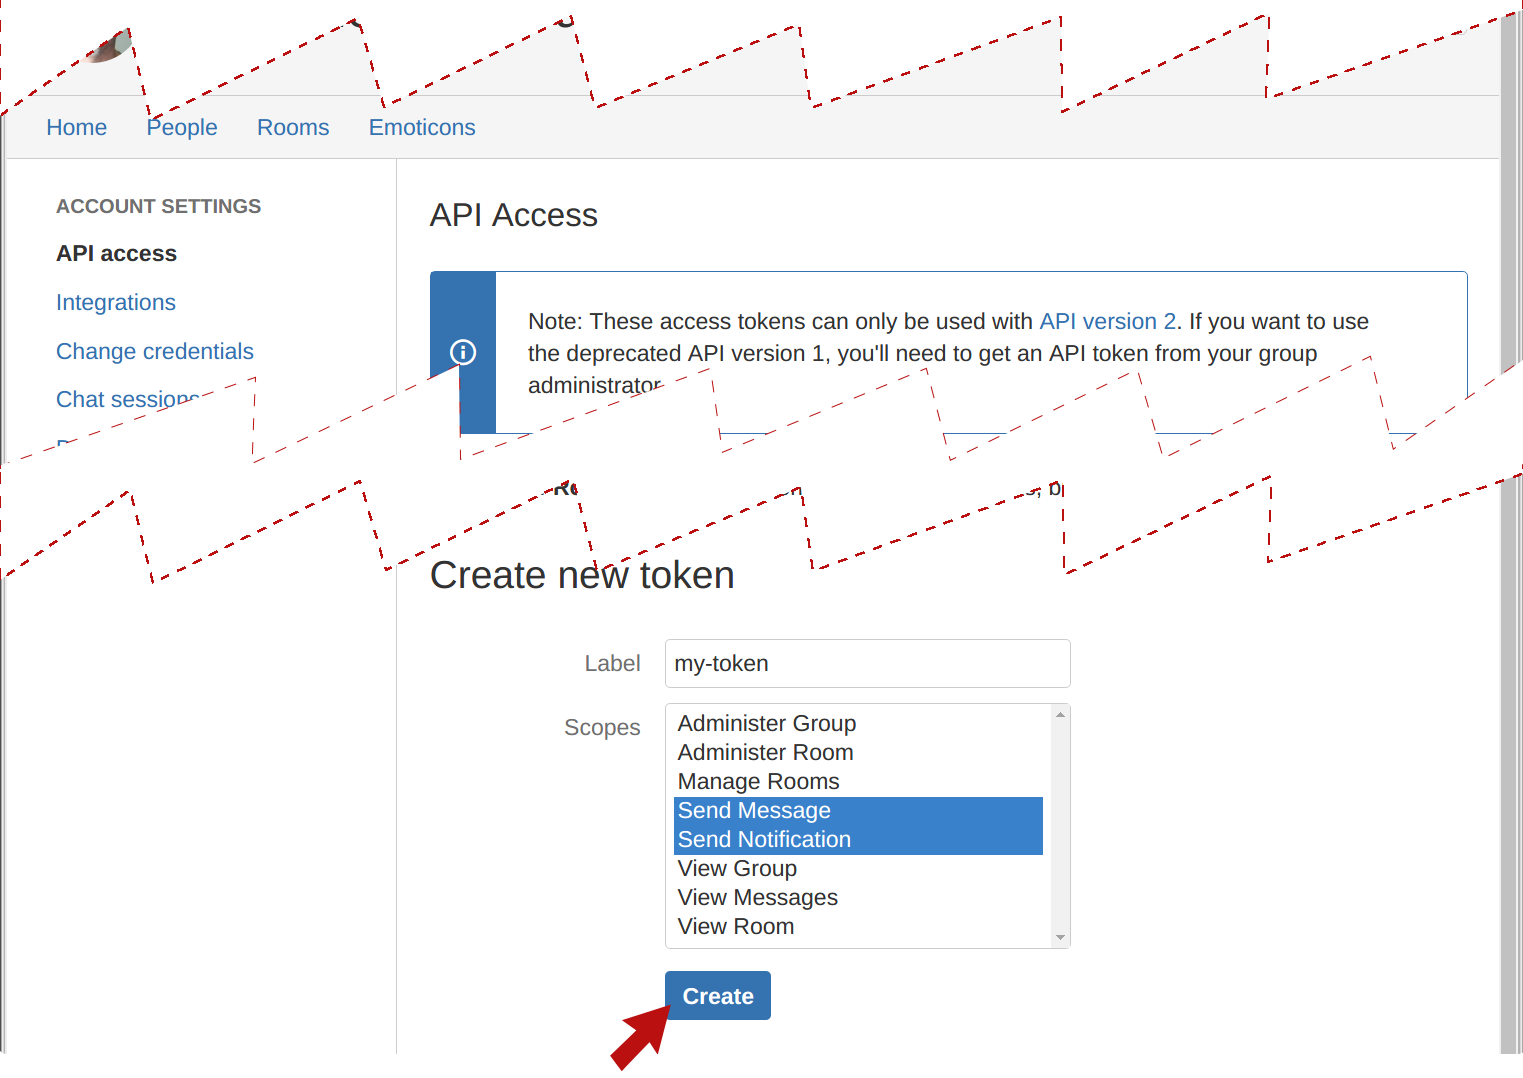 Home People Rooms Emoticons
ACCOUNT SETTINGS
API access
Integrations
Change credentials
Chat sessions
API Access
Note: These access tokens can only be used with API version 2. If you want to use
the deprecated API version 1, you'll need to get an API token from your group
administrator
Create new token
Label my-token
Scopes
Administer Group
Administer Room
Manage Rooms
Send Message
Send Notification
View Group
View Messages
View Room
Create